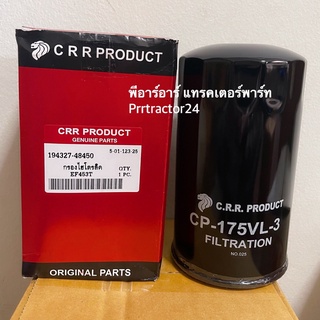 CRR PRODUCT
พีอาร์อาร์ แทรคเตอร์พาร์ท
Prrtractor24
CRR PRODUCT
GENUINE PARTS
5-01-123-25
194327-48450
กรองไฮโดรลิค QTY.
EF453T 1 PC.
ORIGINAL PARTS
C.R.R. PRODUCT
CP-175VL-3
FILTRATION
NO.025